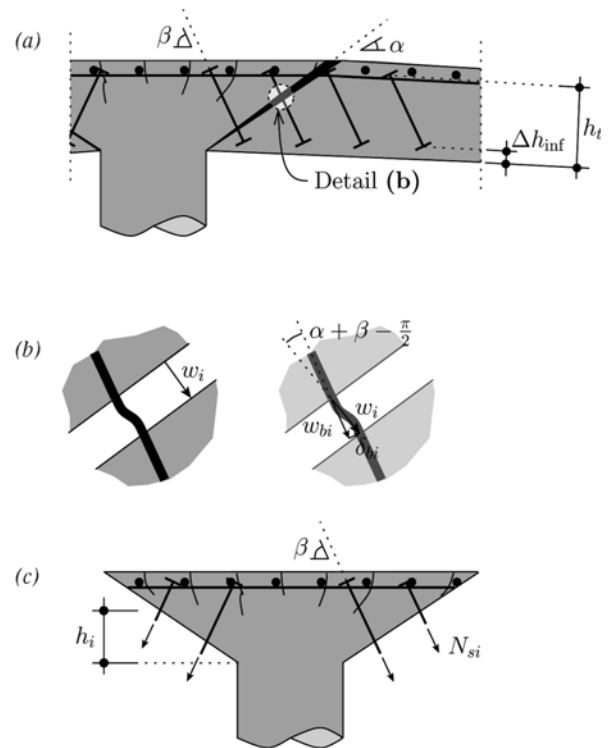 (a)
β
α
h_t
Δh_inf
Detail (b)
(b)
w_i
α + β − π/2
w_i
w_bi
δ_bi
(c)
β
h_i
N_si